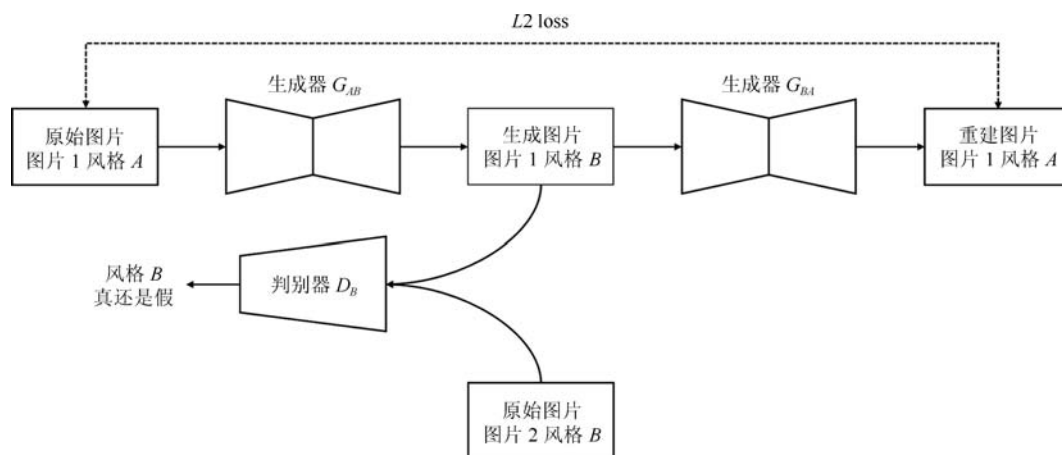 L2 loss
生成器 G_AB
生成器 G_BA
原始图片
图片 1 风格 A
生成图片
图片 1 风格 B
重建图片
图片 1 风格 A
风格 B
真还是假
判别器 D_B
原始图片
图片 2 风格 B